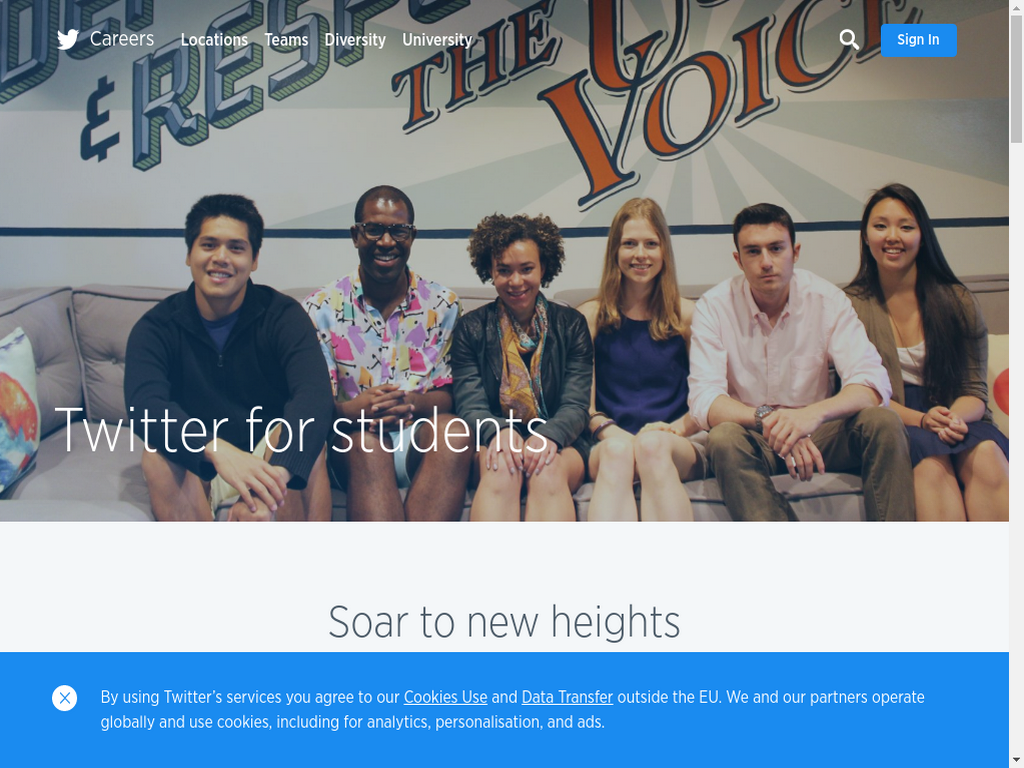 Careers Locations Teams Diversity University Sign In
& RESP
THE
VOICE
Twitter for students
Soar to new heights
By using Twitter's services you agree to our Cookies Use and Data Transfer outside the EU. We and our partners operate
globally and use cookies, including for analytics, personalisation, and ads.